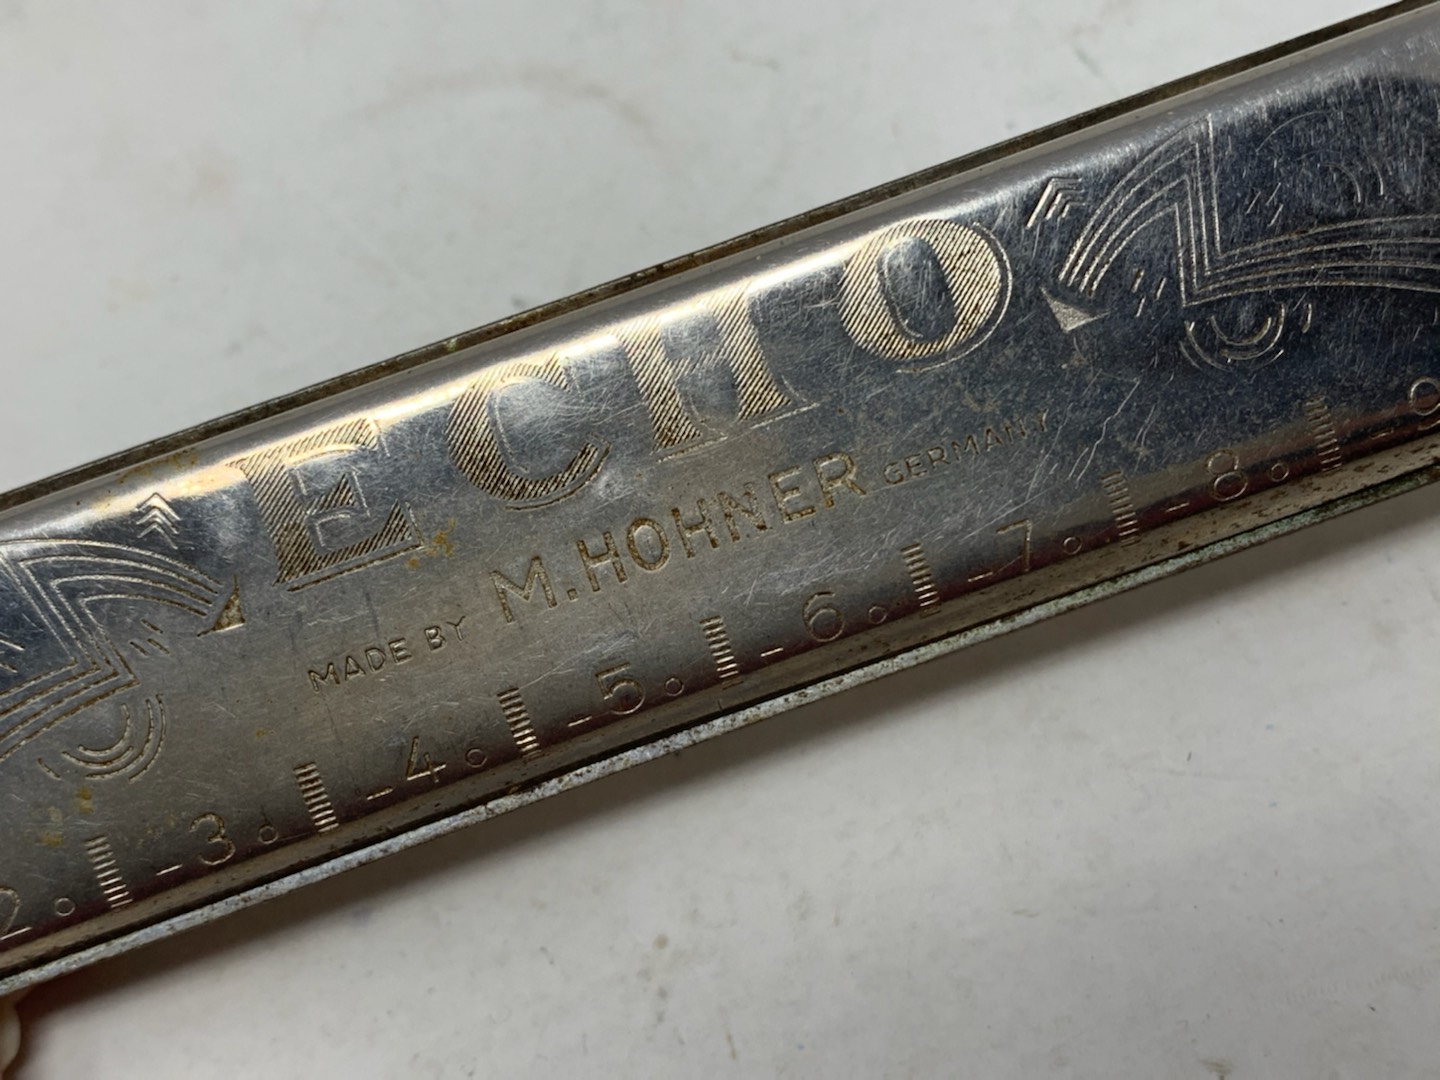 ECHO
MADE BY M. HOHNER GERMANY
2 o - 3 o - 4 o - 5 o - 6 o - 7 o - 8 o - 9